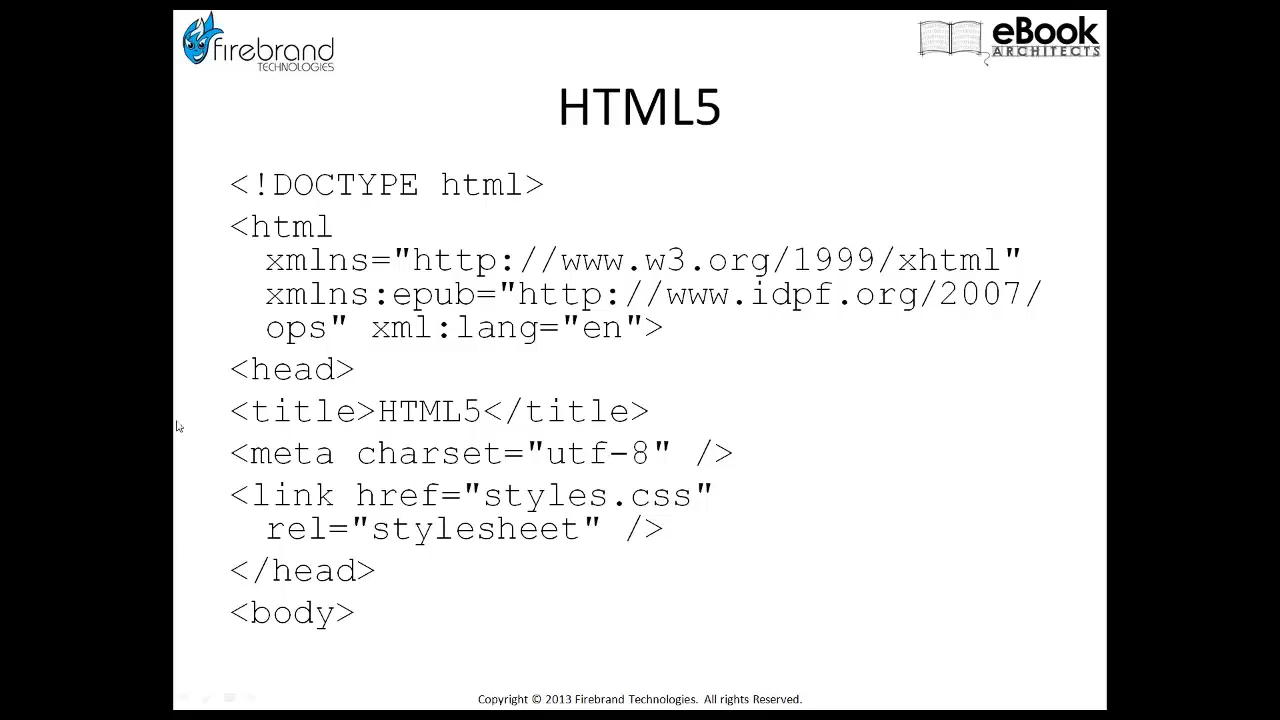 firebrand
TECHNOLOGIES
eBook
ARCHITECTS
HTML5
<!DOCTYPE html>
<html
xmlns="http://www.w3.org/1999/xhtml"
xmlns:epub="http://www.idpf.org/2007/
ops" xml:lang="en">
<head>
<title>HTML5</title>
<meta charset="utf-8" />
<link href="styles.css"
rel="stylesheet" />
</head>
<body>
Copyright © 2013 Firebrand Technologies. All rights Reserved.